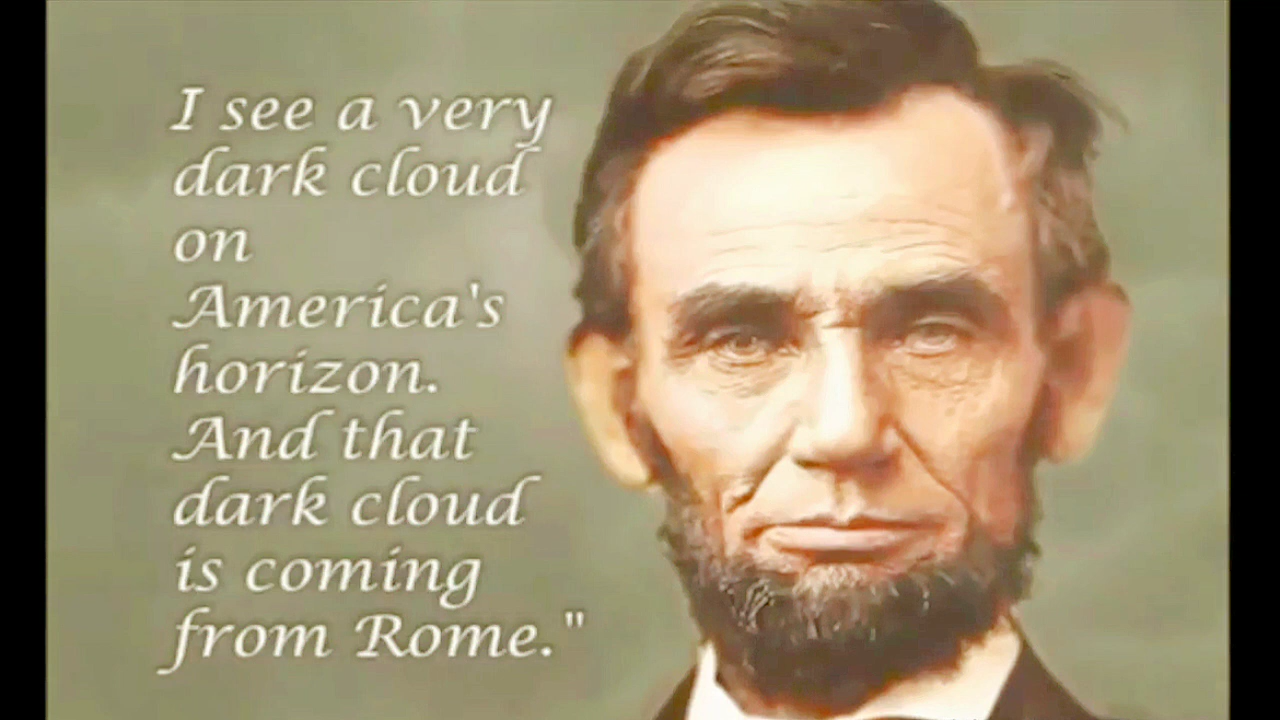 I see a very
dark cloud
on
America's
horizon.
And that
dark cloud
is coming
from Rome."